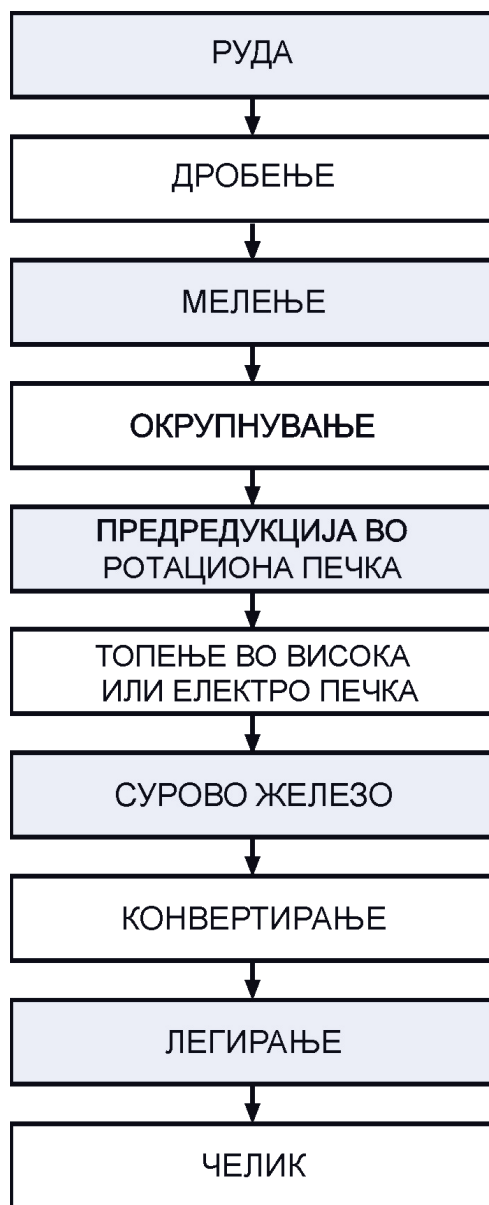 РУДА
ДРОБЕЊЕ
МЕЛЕЊЕ
ОКРУПНУВАЊЕ
ПРЕДРЕДУКЦИЈА ВО
РОТАЦИОНА ПЕЧКА
ТОПЕЊЕ ВО ВИСОКА
ИЛИ ЕЛЕКТРО ПЕЧКА
СУРОВО ЖЕЛЕЗО
КОНВЕРТИРАЊЕ
ЛЕГИРАЊЕ
ЧЕЛИК